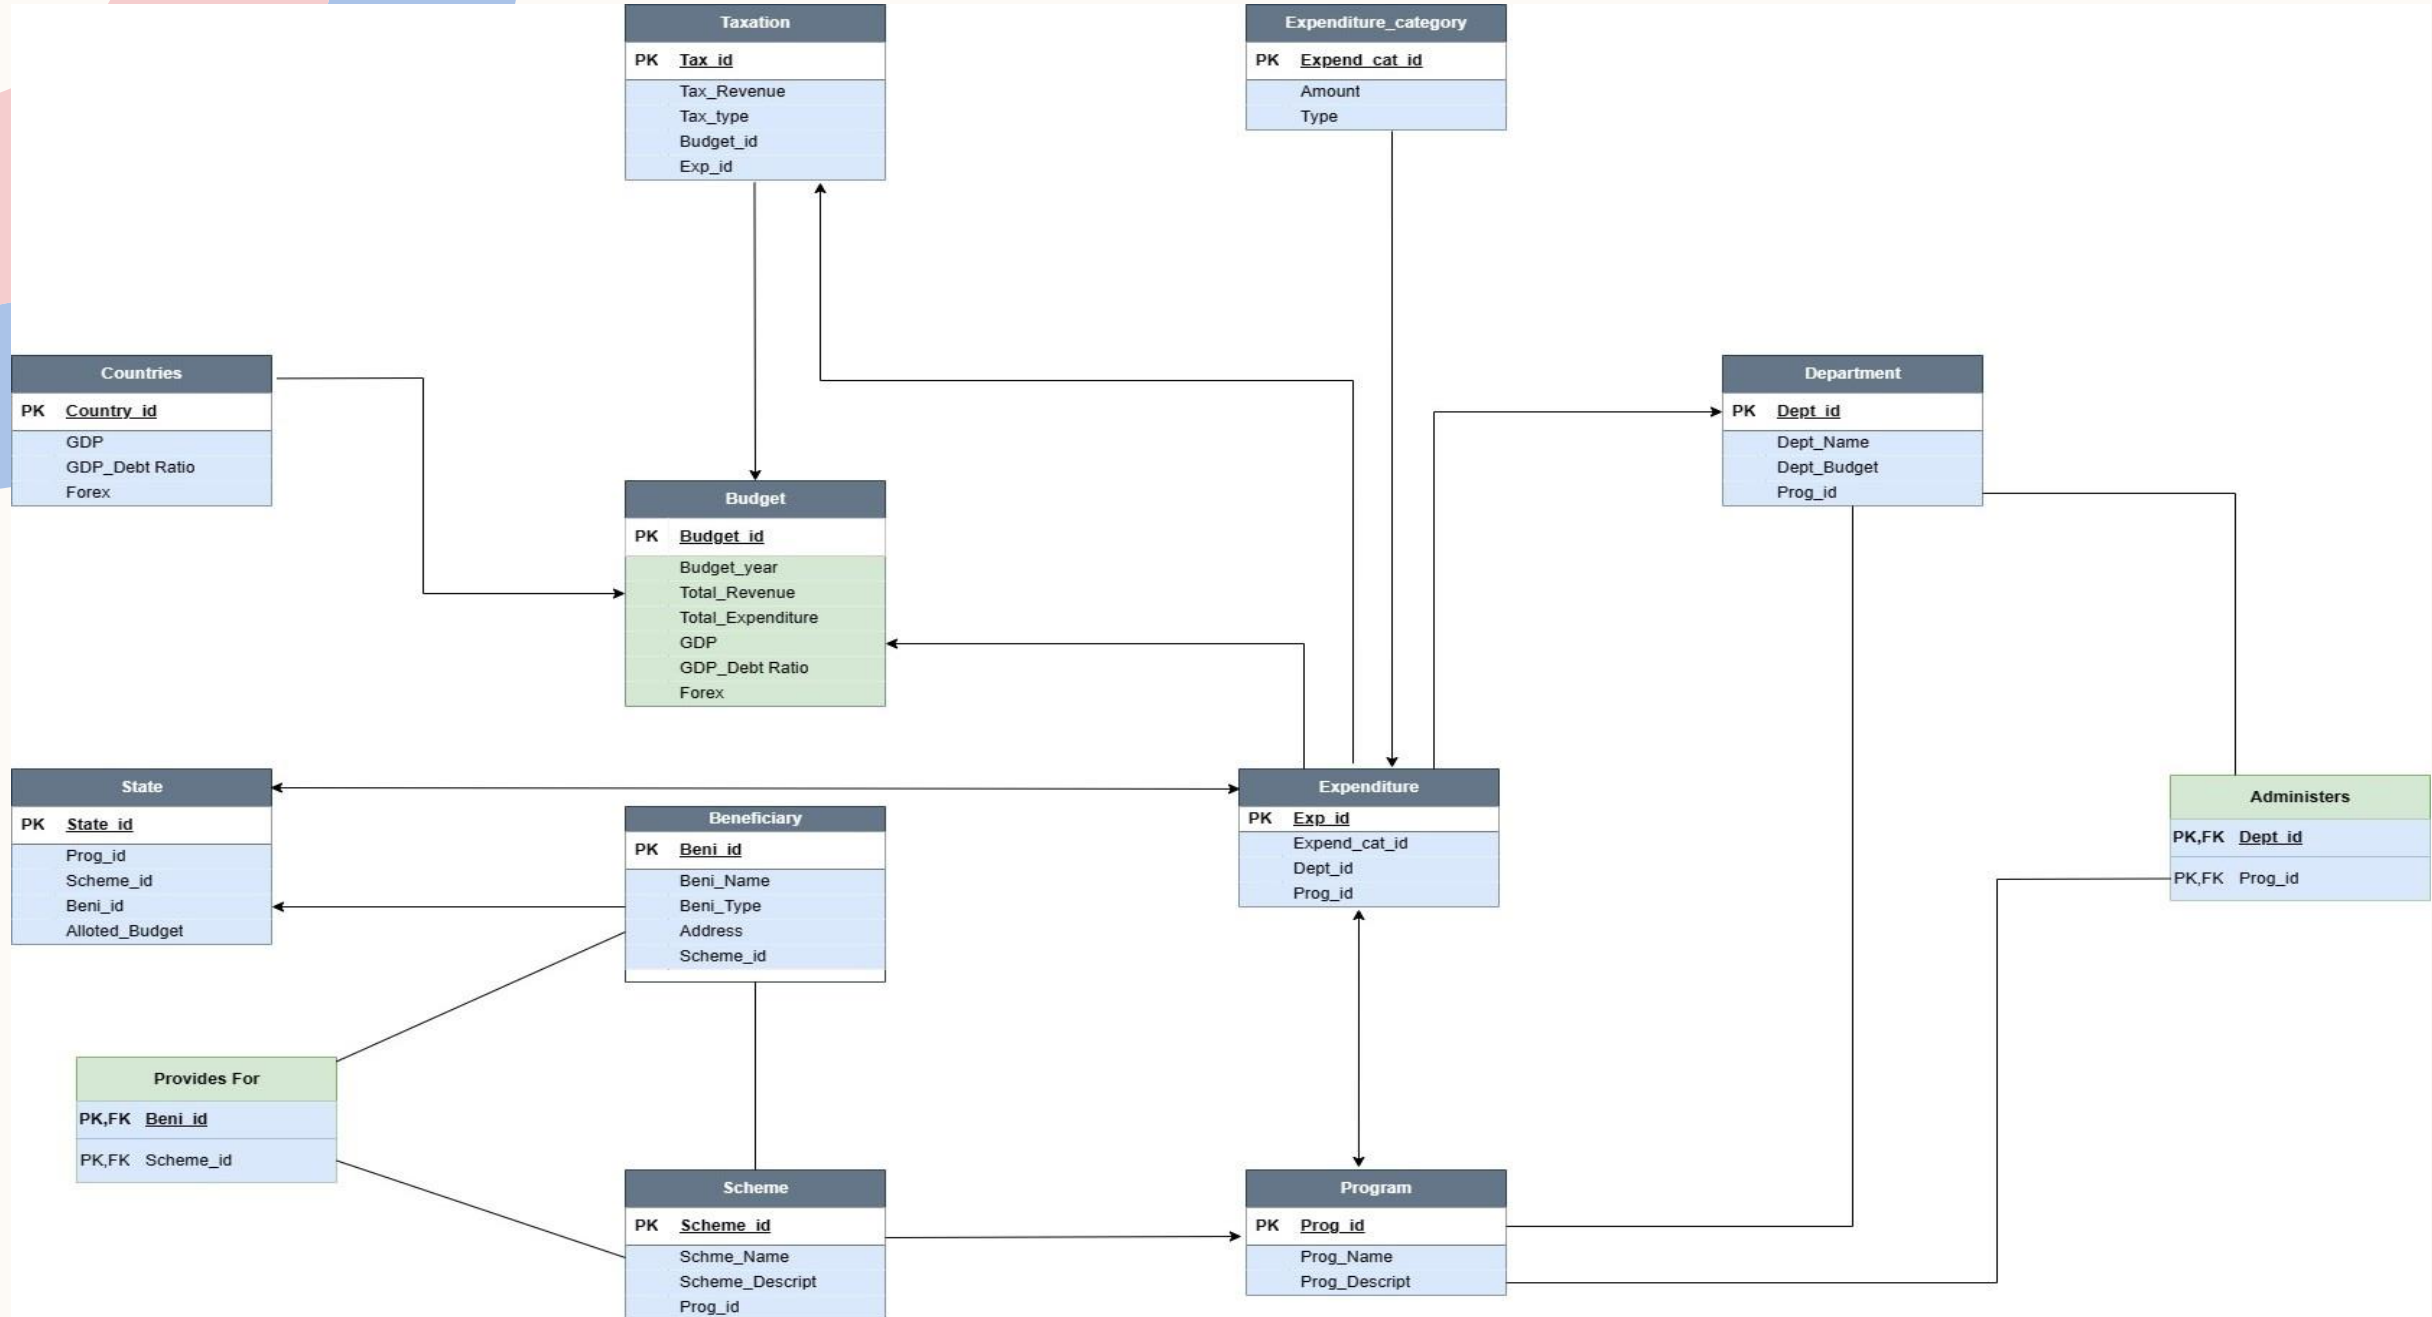 Taxation
PK Tax_id
Tax_Revenue
Tax_type
Budget_id
Exp_id
Expenditure_category
PK Expend_cat_id
Amount
Type
Countries
PK Country_id
GDP
GDP_Debt Ratio
Forex
Department
PK Dept_id
Dept_Name
Dept_Budget
Prog_id
Budget
PK Budget_id
Budget_year
Total_Revenue
Total_Expenditure
GDP
GDP_Debt Ratio
Forex
State
PK State_id
Prog_id
Scheme_id
Beni_id
Alloted_Budget
Beneficiary
PK Beni_id
Beni_Name
Beni_Type
Address
Scheme_id
Expenditure
PK Exp_id
Expend_cat_id
Dept_id
Prog_id
Administers
PK,FK Dept_id
PK,FK Prog_id
Provides For
PK,FK Beni_id
PK,FK Scheme_id
Scheme
PK Scheme_id
Schme_Name
Scheme_Descript
Prog_id
Program
PK Prog_id
Prog_Name
Prog_Descript